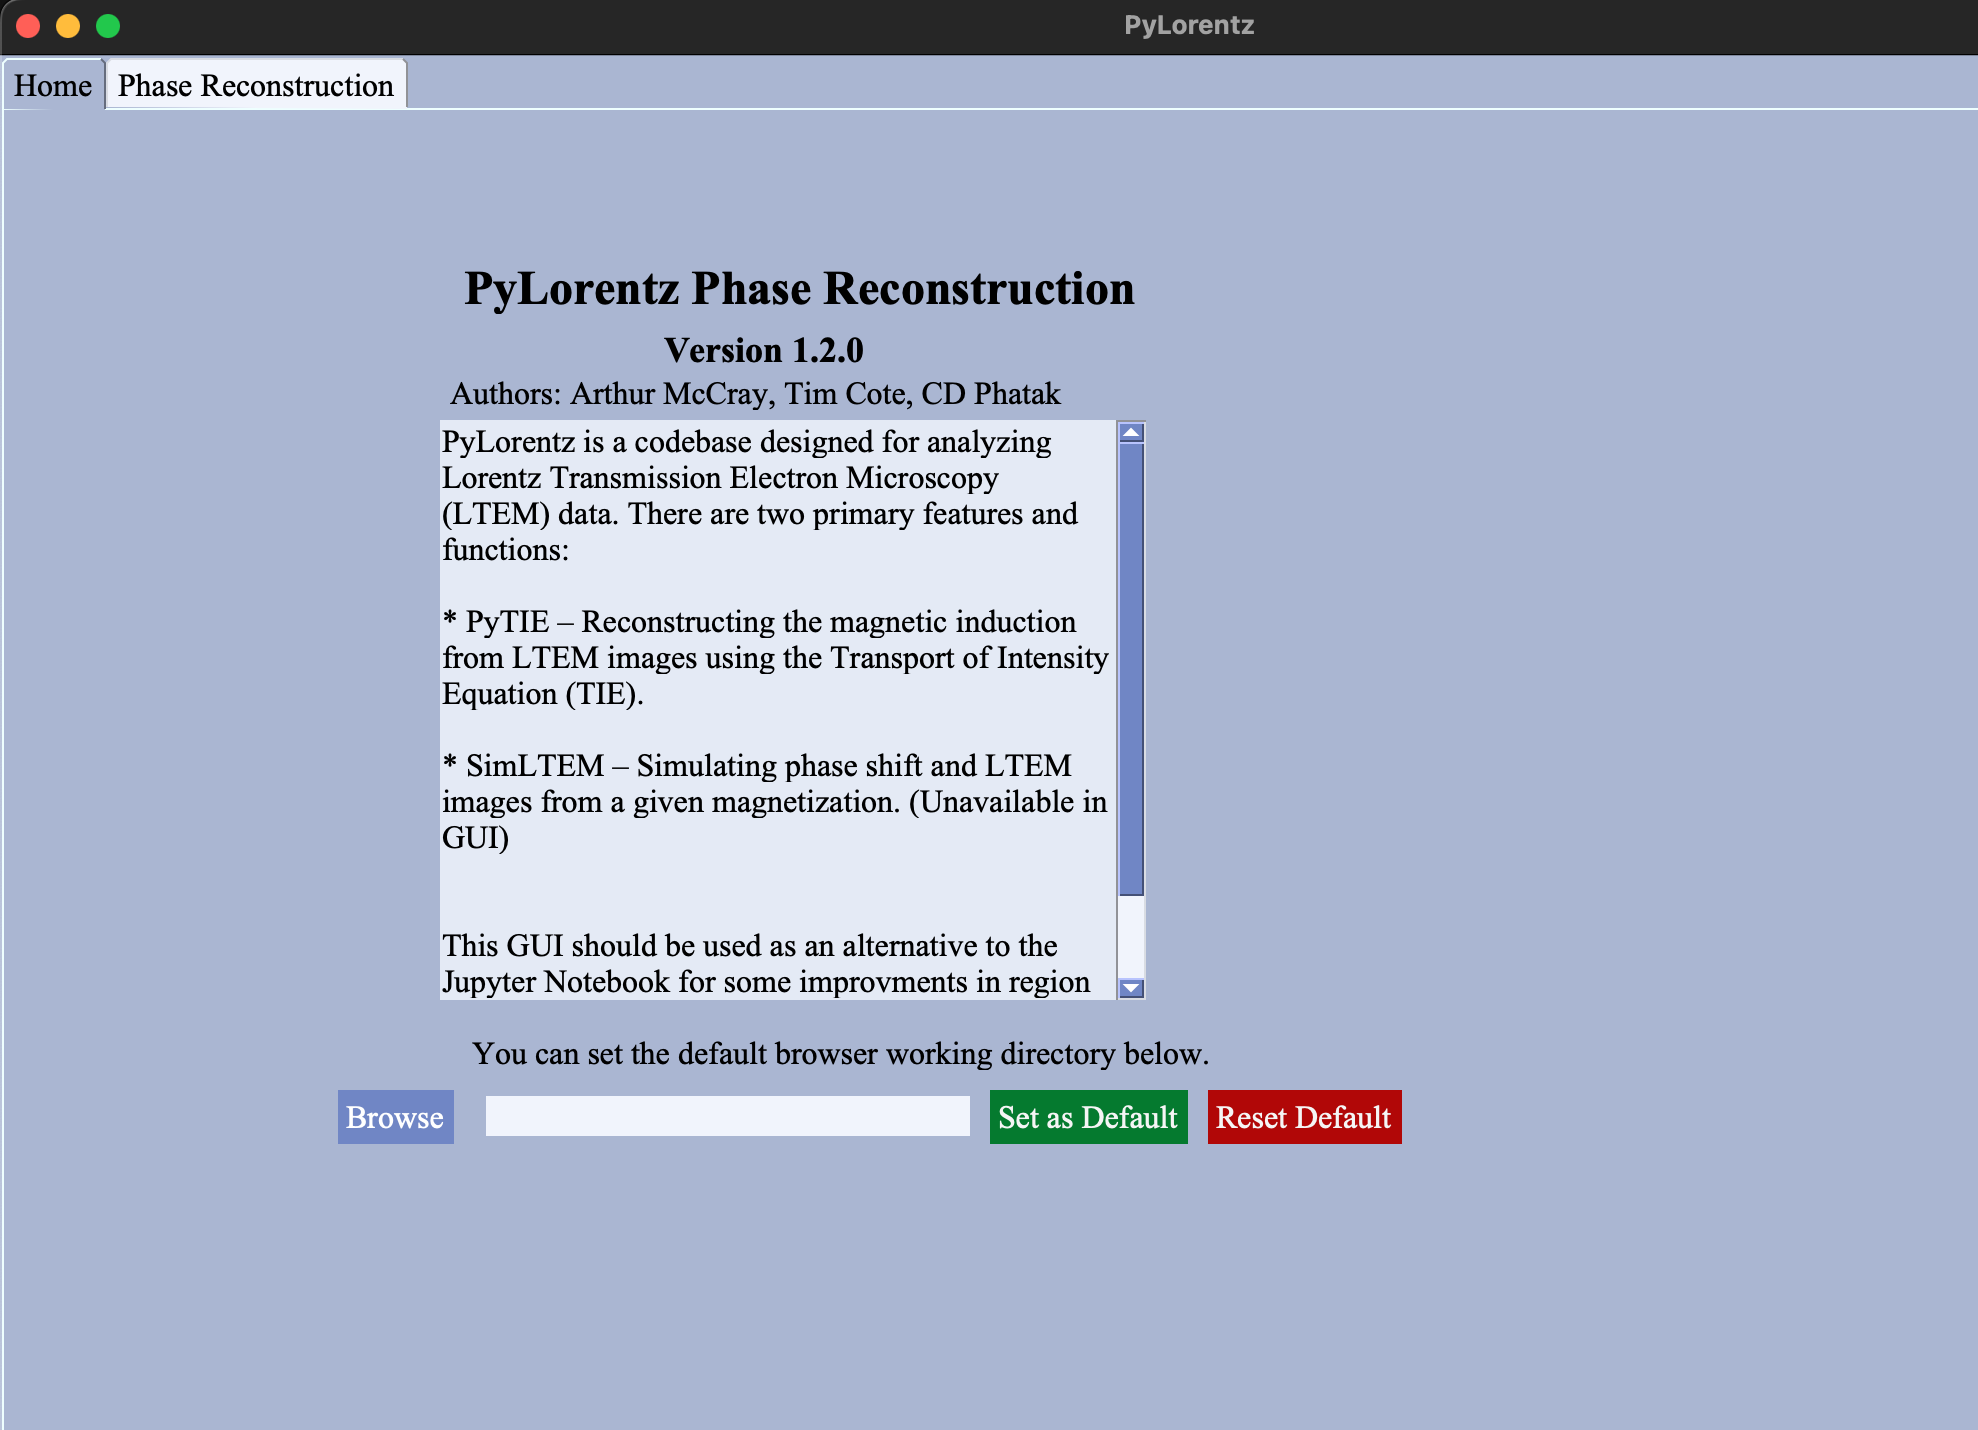 PyLorentz
Home
Phase Reconstruction
PyLorentz Phase Reconstruction
Version 1.2.0
Authors: Arthur McCray, Tim Cote, CD Phatak
PyLorentz is a codebase designed for analyzing
Lorentz Transmission Electron Microscopy
(LTEM) data. There are two primary features and
functions:
* PyTIE – Reconstructing the magnetic induction
from LTEM images using the Transport of Intensity
Equation (TIE).
* SimLTEM – Simulating phase shift and LTEM
images from a given magnetization. (Unavailable in
GUI)
This GUI should be used as an alternative to the
Jupyter Notebook for some improvments in region
You can set the default browser working directory below.
Browse
Set as Default
Reset Default